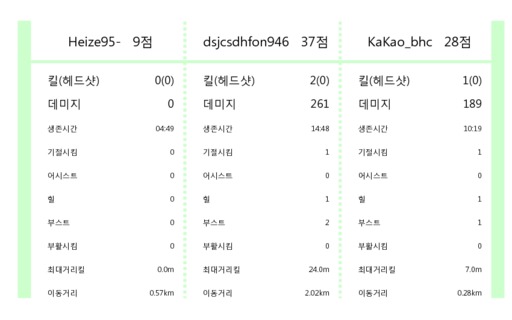 Heize95- 9점 dsjcsdhfon946 37점 KaKao_bhc 28점
킬(헤드샷) 0(0) 킬(헤드샷) 2(0) 킬(헤드샷) 1(0)
데미지 0 데미지 261 데미지 189
생존시간 04:49 생존시간 14:48 생존시간 10:19
기절시킴 0 기절시킴 1 기절시킴 1
어시스트 0 어시스트 0 어시스트 0
힐 0 힐 1 힐 1
부스트 0 부스트 2 부스트 1
부활시킴 0 부활시킴 0 부활시킴 0
최대거리킬 0.0m 최대거리킬 24.0m 최대거리킬 7.0m
이동거리 0.57km 이동거리 2.02km 이동거리 0.28km